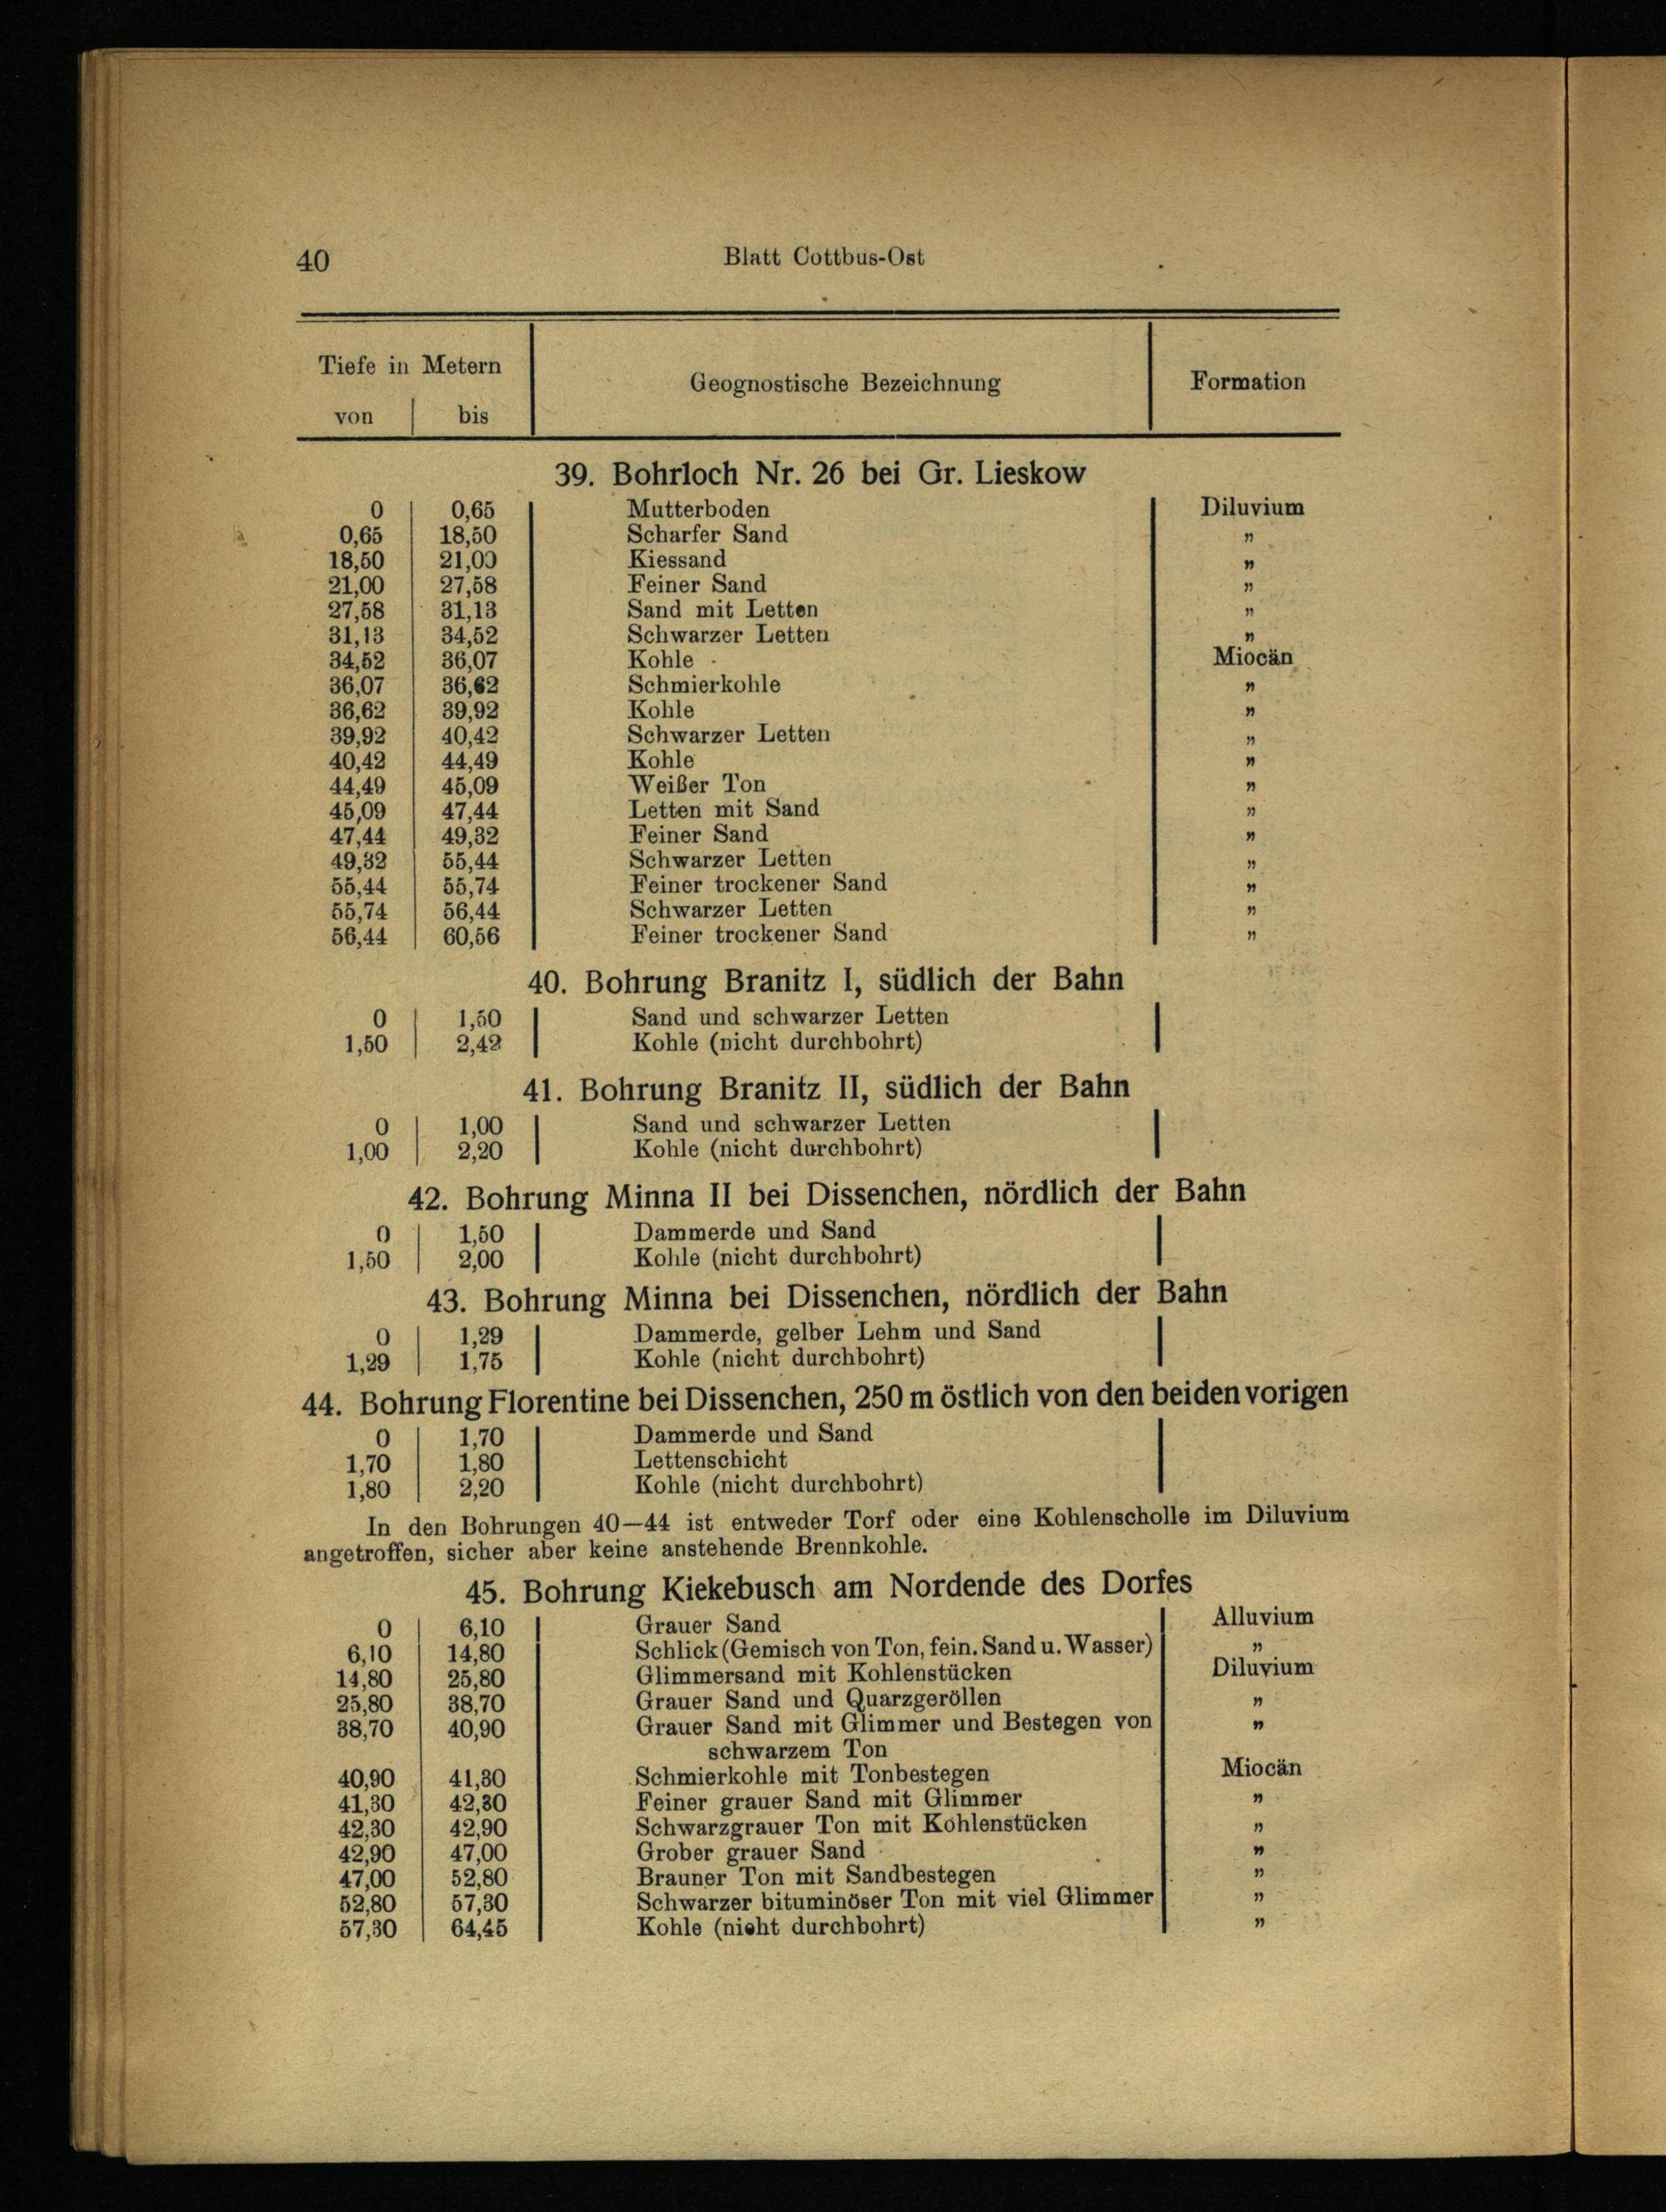 40 Blatt Cottbus-Ost
Tiefe in Metern
Geognostische Bezeichnung Formation
von bis
39. Bohrloch Nr. 26 bei Gr. Lieskow
0 0,65 Mutterboden Diluvium
0,65 18,50 Scharfer Sand „
18,50 21,00 Kiessand „
21,00 27,58 Feiner Sand „
27,58 31,13 Sand mit Letten „
31,13 34,52 Schwarzer Letten „
34,52 36,07 Kohle Miocän
36,07 36,62 Schmierkohle „
36,62 39,92 Kohle „
39,92 40,42 Schwarzer Letten „
40,42 44,49 Kohle „
44,49 45,09 Weißer Ton „
45,09 47,44 Letten mit Sand „
47,44 49,32 Feiner Sand „
49,32 55,44 Schwarzer Letten „
55,44 55,74 Feiner trockener Sand „
55,74 56,44 Schwarzer Letten „
56,44 60,56 Feiner trockener Sand „
40. Bohrung Branitz I, südlich der Bahn
0 1,50 Sand und schwarzer Letten
1,50 2,42 Kohle (nicht durchbohrt)
41. Bohrung Branitz II, südlich der Bahn
0 1,00 Sand und schwarzer Letten
1,00 2,20 Kohle (nicht durchbohrt)
42. Bohrung Minna II bei Dissenchen, nördlich der Bahn
0 1,50 Dammerde und Sand
1,50 2,00 Kohle (nicht durchbohrt)
43. Bohrung Minna bei Dissenchen, nördlich der Bahn
0 1,29 Dammerde, gelber Lehm und Sand
1,29 1,75 Kohle (nicht durchbohrt)
44. Bohrung Florentine bei Dissenchen, 250 m östlich von den beiden vorigen
0 1,70 Dammerde und Sand
1,70 1,80 Lettenschicht
1,80 2,20 Kohle (nicht durchbohrt)
In den Bohrungen 40—44 ist entweder Torf oder eine Kohlenscholle im Diluvium
angetroffen, sicher aber keine anstehende Brennkohle.
45. Bohrung Kiekebusch am Nordende des Dorfes
0 6,10 Grauer Sand Alluvium
6,10 14,80 Schlick (Gemisch von Ton, fein. Sand u. Wasser) „
14,80 25,80 Glimmersand mit Kohlenstücken Diluvium
25,80 38,70 Grauer Sand und Quarzgeröllen „
38,70 40,90 Grauer Sand mit Glimmer und Bestegen von „
schwarzem Ton
40,90 41,30 Schmierkohle mit Tonbestegen Miocän
41,30 42,30 Feiner grauer Sand mit Glimmer „
42,30 42,90 Schwarzgrauer Ton mit Kohlenstücken „
42,90 47,00 Grober grauer Sand „
47,00 52,80 Brauner Ton mit Sandbestegen „
52,80 57,30 Schwarzer bituminöser Ton mit viel Glimmer „
57,30 64,45 Kohle (nicht durchbohrt) „